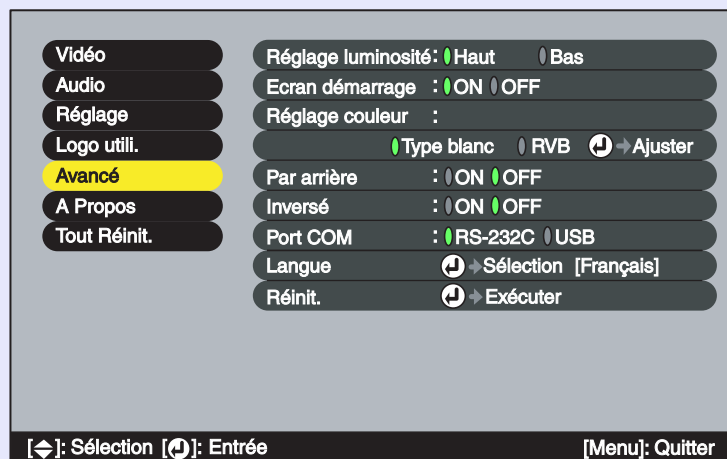 Vidéo
Audio
Réglage
Logo utili.
Avancé
A Propos
Tout Réinit.
Réglage luminosité: Haut Bas
Ecran démarrage : ON OFF
Réglage couleur :
Type blanc RVB Ajuster
Par arrière : ON OFF
Inversé : ON OFF
Port COM : RS-232C USB
Langue Sélection [Français]
Réinit. Exécuter
[ ]: Sélection [ ]: Entrée [Menu]: Quitter